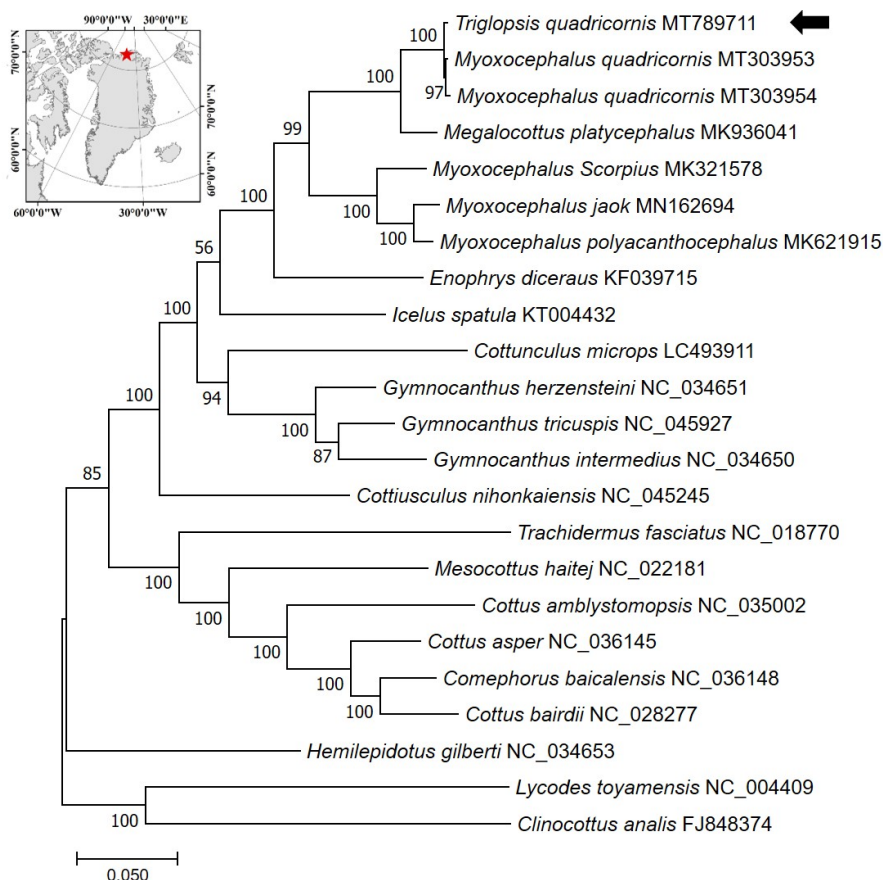 90°0'0"W 30°0'0"E
70°0'0"N
60°0'0"N
70°0'0"N
60°0'0"N
60°0'0"W 30°0'0"W
Triglopsis quadricornis MT789711
100
Myoxocephalus quadricornis MT303953
100
97
Myoxocephalus quadricornis MT303954
99
Megalocottus platycephalus MK936041
Myoxocephalus Scorpius MK321578
100
100
Myoxocephalus jaok MN162694
100
Myoxocephalus polyacanthocephalus MK621915
56
Enophrys diceraus KF039715
100
Icelus spatula KT004432
Cottunculus microps LC493911
100
94
Gymnocanthus herzensteini NC_034651
100
Gymnocanthus tricuspis NC_045927
87
Gymnocanthus intermedius NC_034650
85
Cottiusculus nihonkaiensis NC_045245
Trachidermus fasciatus NC_018770
100
Mesocottus haitej NC_022181
100
Cottus amblystomopsis NC_035002
100
Cottus asper NC_036145
100
Comephorus baicalensis NC_036148
100
Cottus bairdii NC_028277
Hemilepidotus gilberti NC_034653
Lycodes toyamensis NC_004409
100
Clinocottus analis FJ848374
0.050